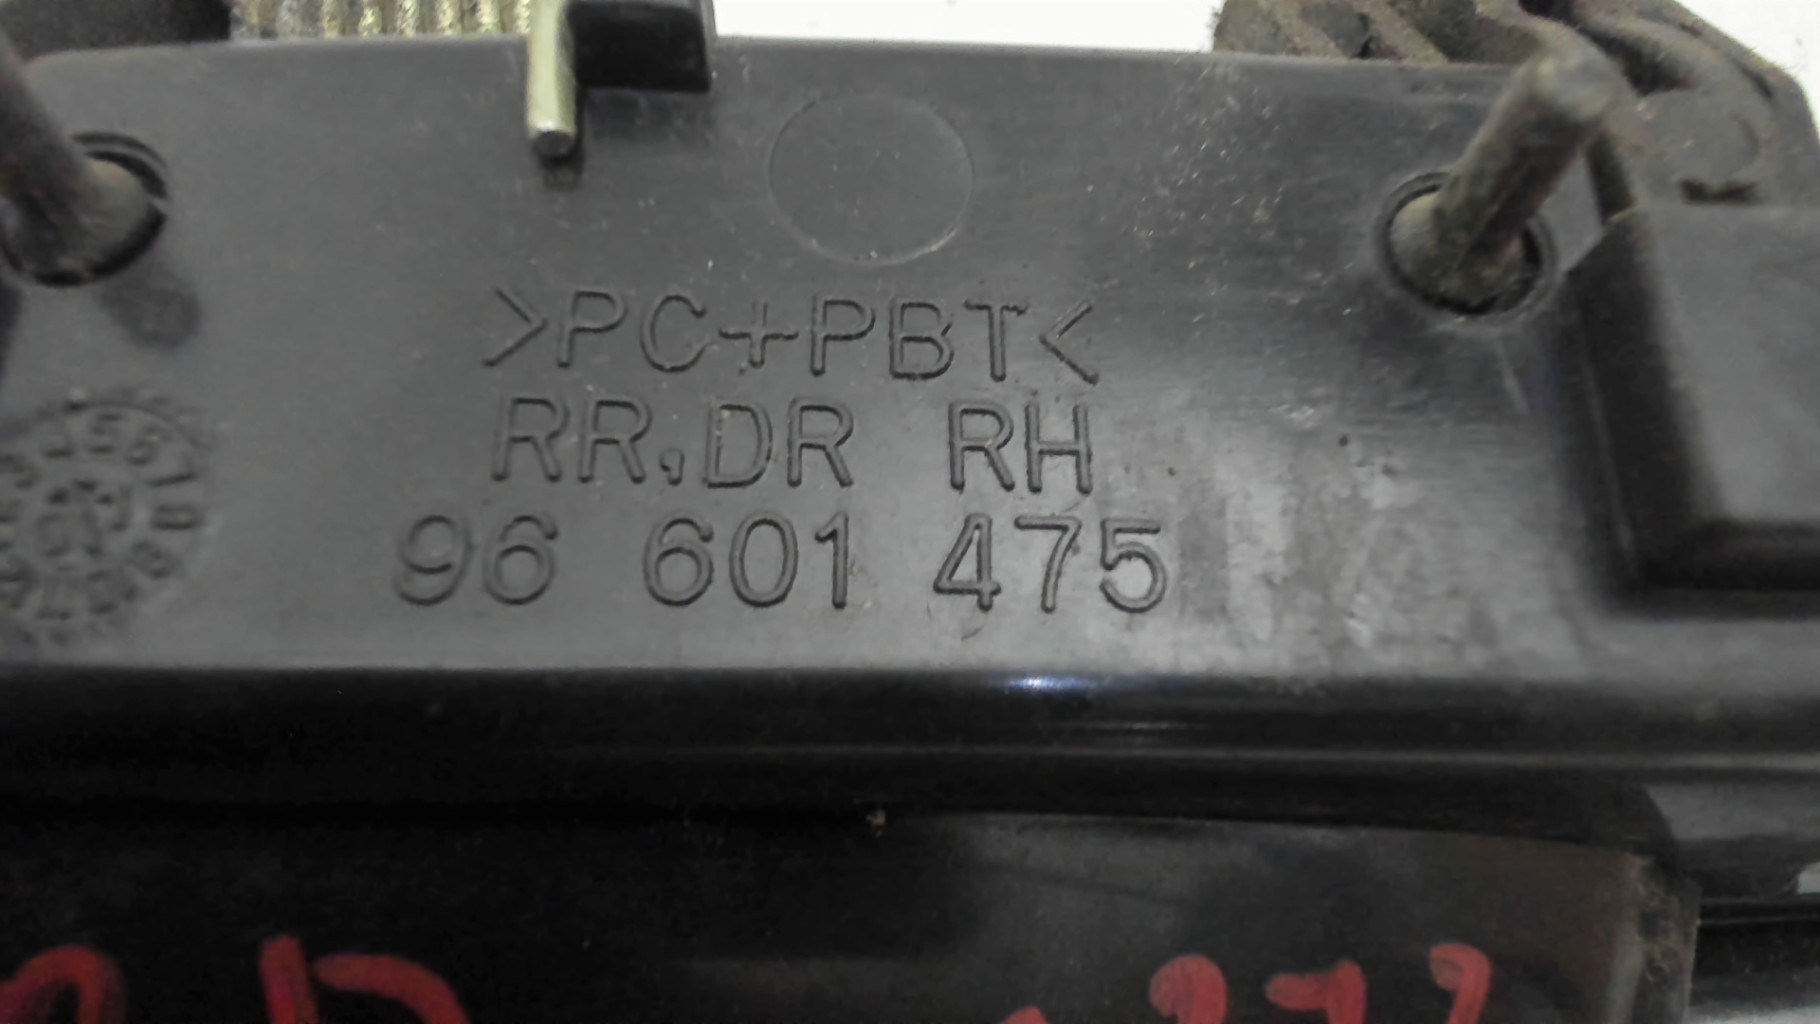 >PC+PBT<
RR,DR RH
96 601 475